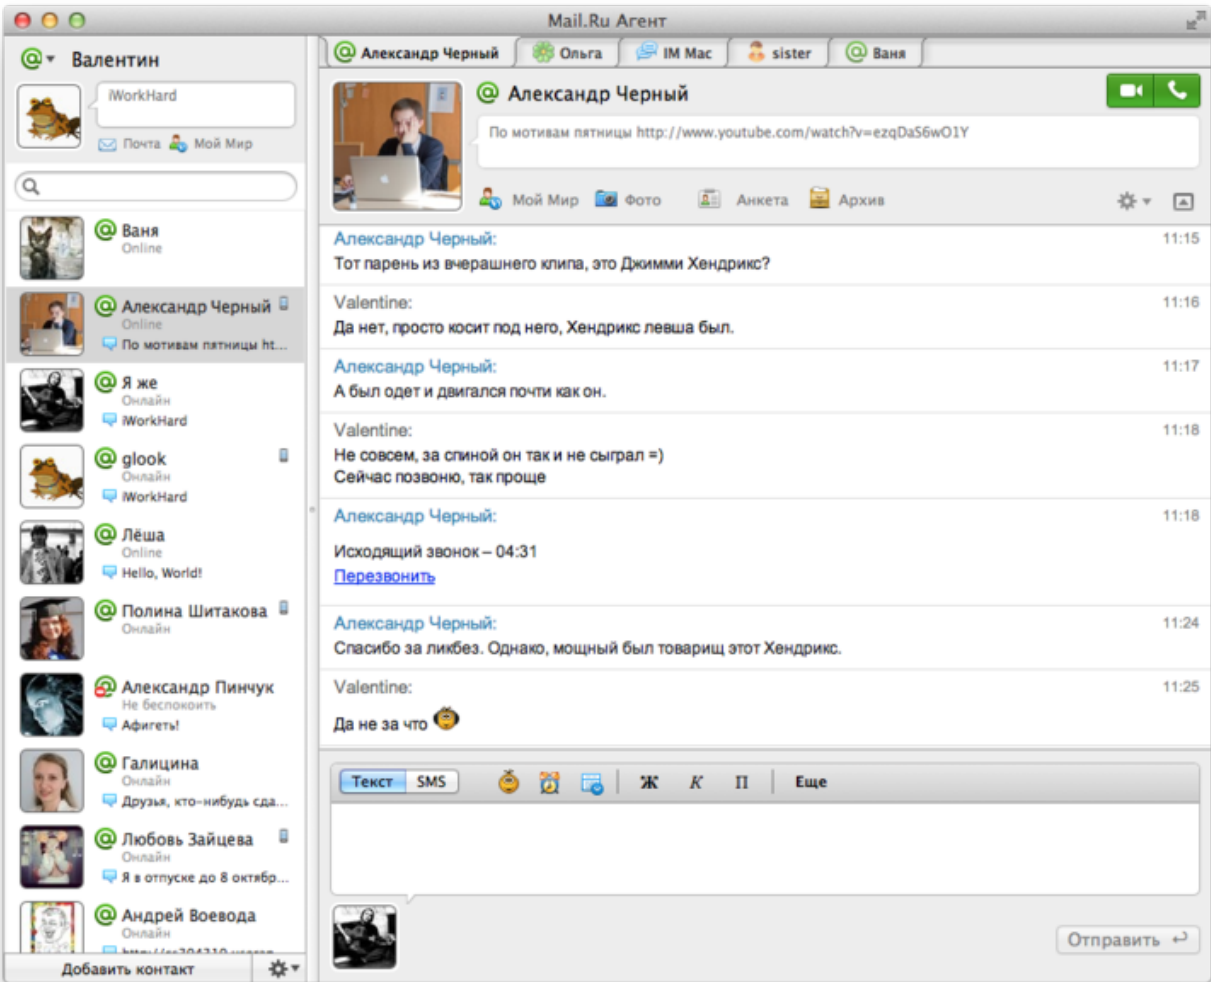 Mail.Ru Агент
Валентин
iWorkHard
Почта Мой Мир
Ваня
Online
Александр Черный
Online
По мотивам пятницы ht...
Я же
Онлайн
iWorkHard
glook
Онлайн
iWorkHard
Лёша
Online
Hello, World!
Полина Шитакова
Онлайн
Александр Пинчук
Не беспокоить
Афигеть!
Галицина
Онлайн
Друзья, кто-нибудь сда...
Любовь Зайцева
Онлайн
Я в отпуске до 8 октябр...
Андрей Воевода
Онлайн
Добавить контакт
Александр Черный Ольга IM Mac sister Ваня
Александр Черный
По мотивам пятницы http://www.youtube.com/watch?v=ezqDaS6wO1Y
Мой Мир Фото Анкета Архив
Александр Черный: 11:15
Тот парень из вчерашнего клипа, это Джимми Хендрикс?
Valentine: 11:16
Да нет, просто косит под него, Хендрикс левша был.
Александр Черный: 11:17
А был одет и двигался почти как он.
Valentine: 11:18
Не совсем, за спиной он так и не сыграл =)
Сейчас позвоню, так проще
Александр Черный: 11:18
Исходящий звонок – 04:31
Перезвонить
Александр Черный: 11:24
Спасибо за ликбез. Однако, мощный был товарищ этот Хендрикс.
Valentine: 11:25
Да не за что
Текст SMS Ж К П Еще
Отправить